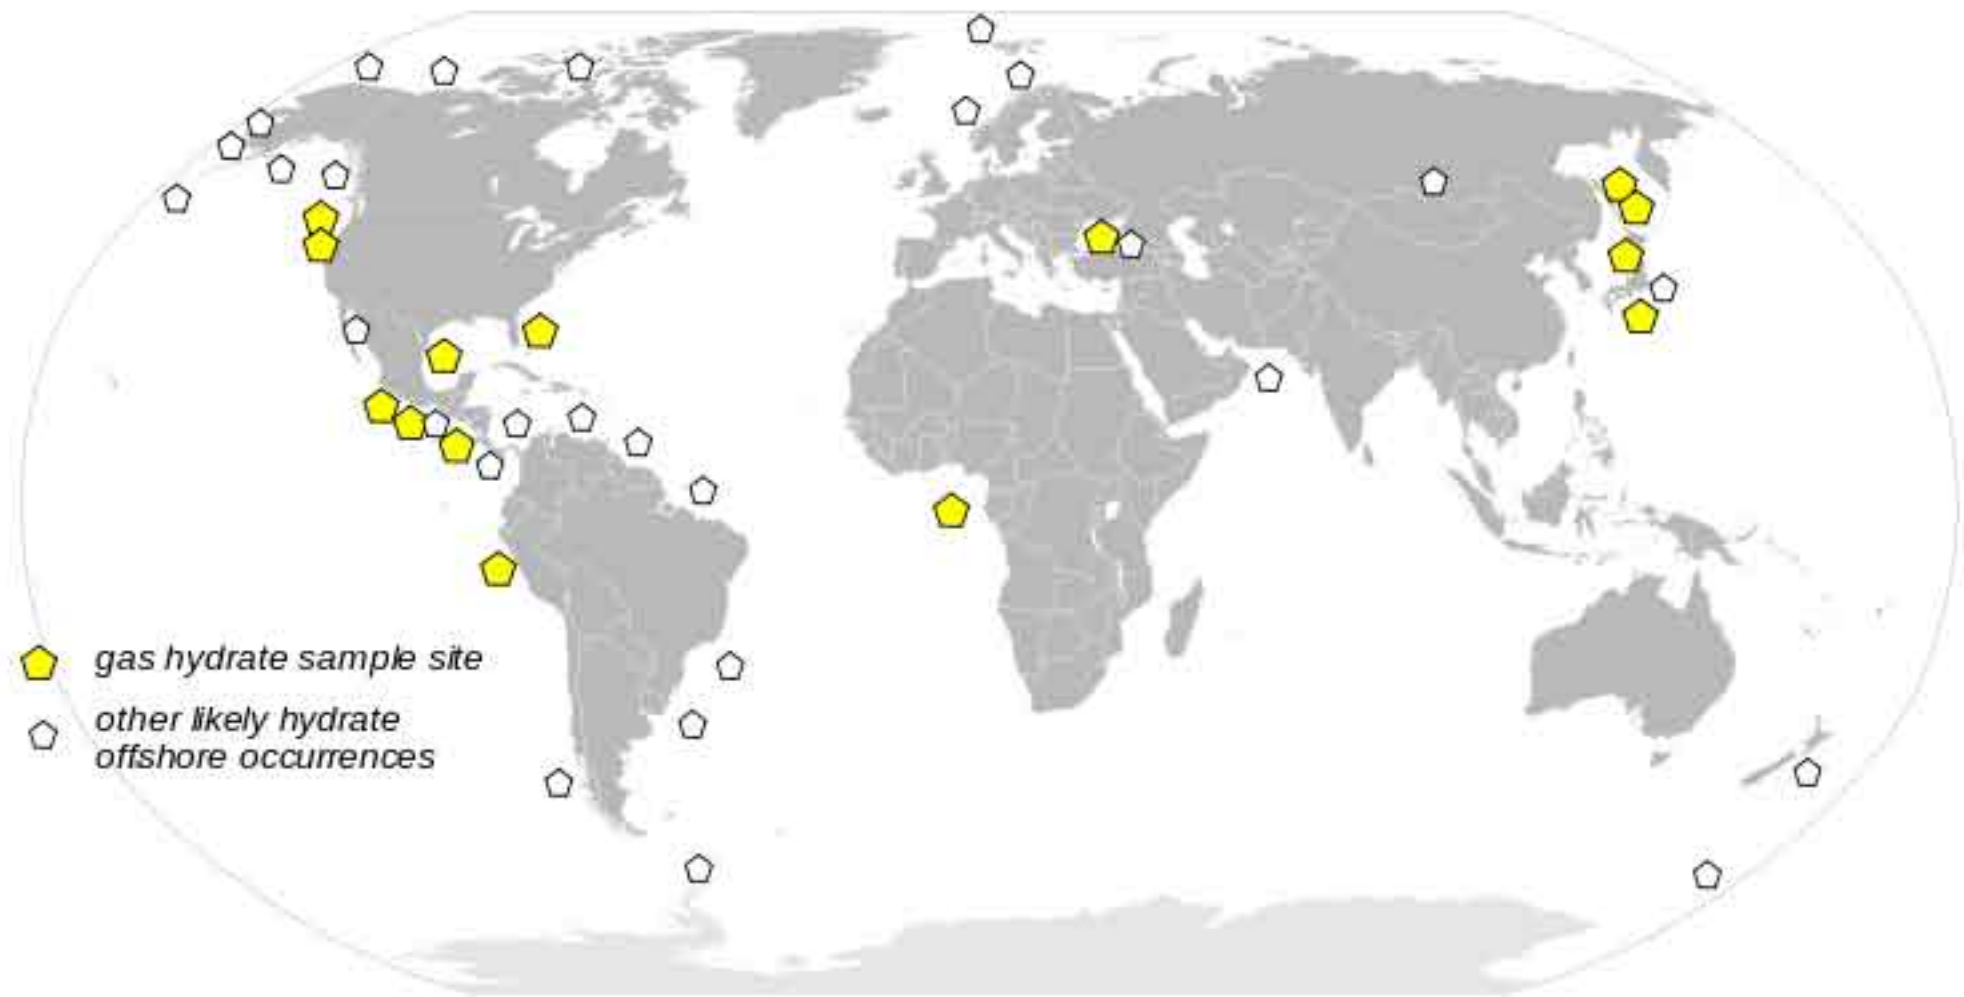 gas hydrate sample site
other likely hydrate
offshore occurrences